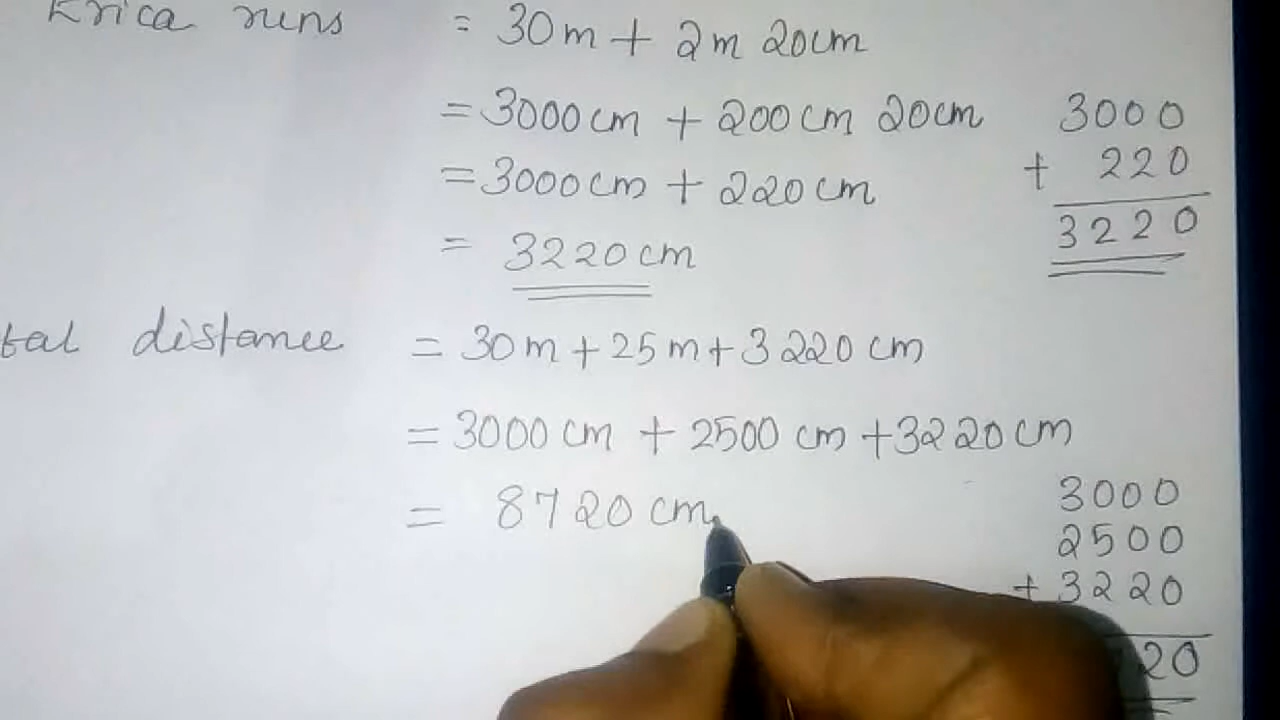 Erica runs = 30m + 2m 20cm
= 3000cm + 200cm 20cm
= 3000cm + 220cm
= 3220cm
3000
+ 220
3220
tal distance = 30m + 25m + 3220 cm
= 3000 cm + 2500 cm + 3220 cm
= 8720 cm
3000
2500
+ 3220
20